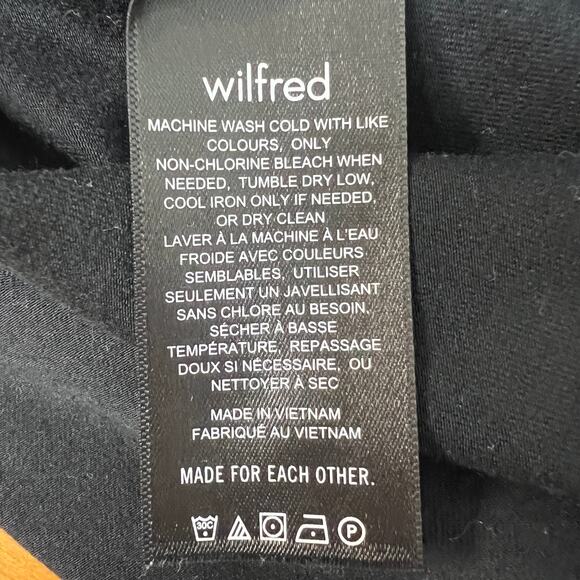 wilfred
MACHINE WASH COLD WITH LIKE
COLOURS, ONLY
NON-CHLORINE BLEACH WHEN
NEEDED, TUMBLE DRY LOW,
COOL IRON ONLY IF NEEDED,
OR DRY CLEAN
LAVER À LA MACHINE À L'EAU
FROIDE AVEC COULEURS
SEMBLABLES, UTILISER
SEULEMENT UN JAVELLISANT
SANS CHLORE AU BESOIN,
SÉCHER À BASSE
TEMPÉRATURE, REPASSAGE
DOUX SI NÉCESSAIRE, OU
NETTOYER À SEC
MADE IN VIETNAM
FABRIQUÉ AU VIETNAM
MADE FOR EACH OTHER.
30C P